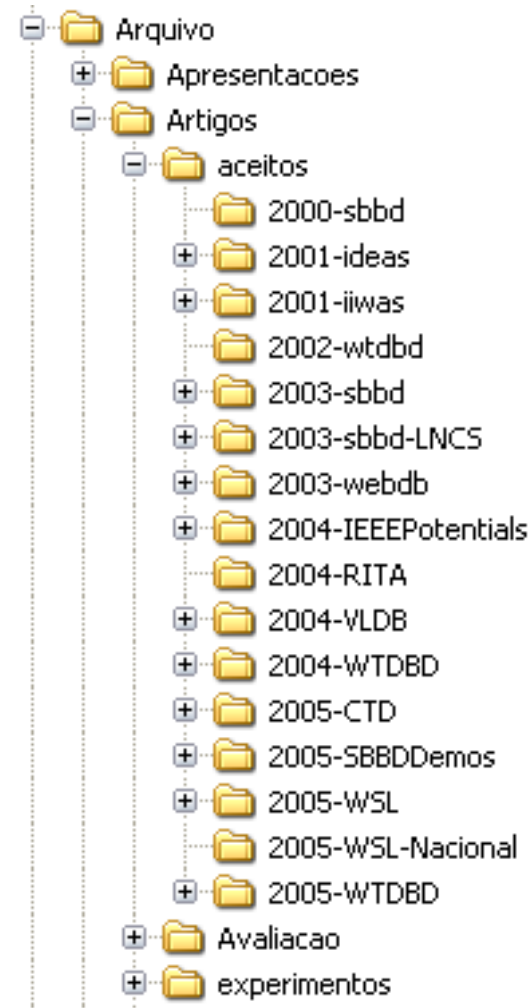 Arquivo
Apresentacoes
Artigos
aceitos
2000-sbbd
2001-ideas
2001-iiwas
2002-wtdbd
2003-sbbd
2003-sbbd-LNCS
2003-webdb
2004-IEEEPotentials
2004-RITA
2004-VLDB
2004-WTDBD
2005-CTD
2005-SBBDDemos
2005-WSL
2005-WSL-Nacional
2005-WTDBD
Avaliacao
experimentos